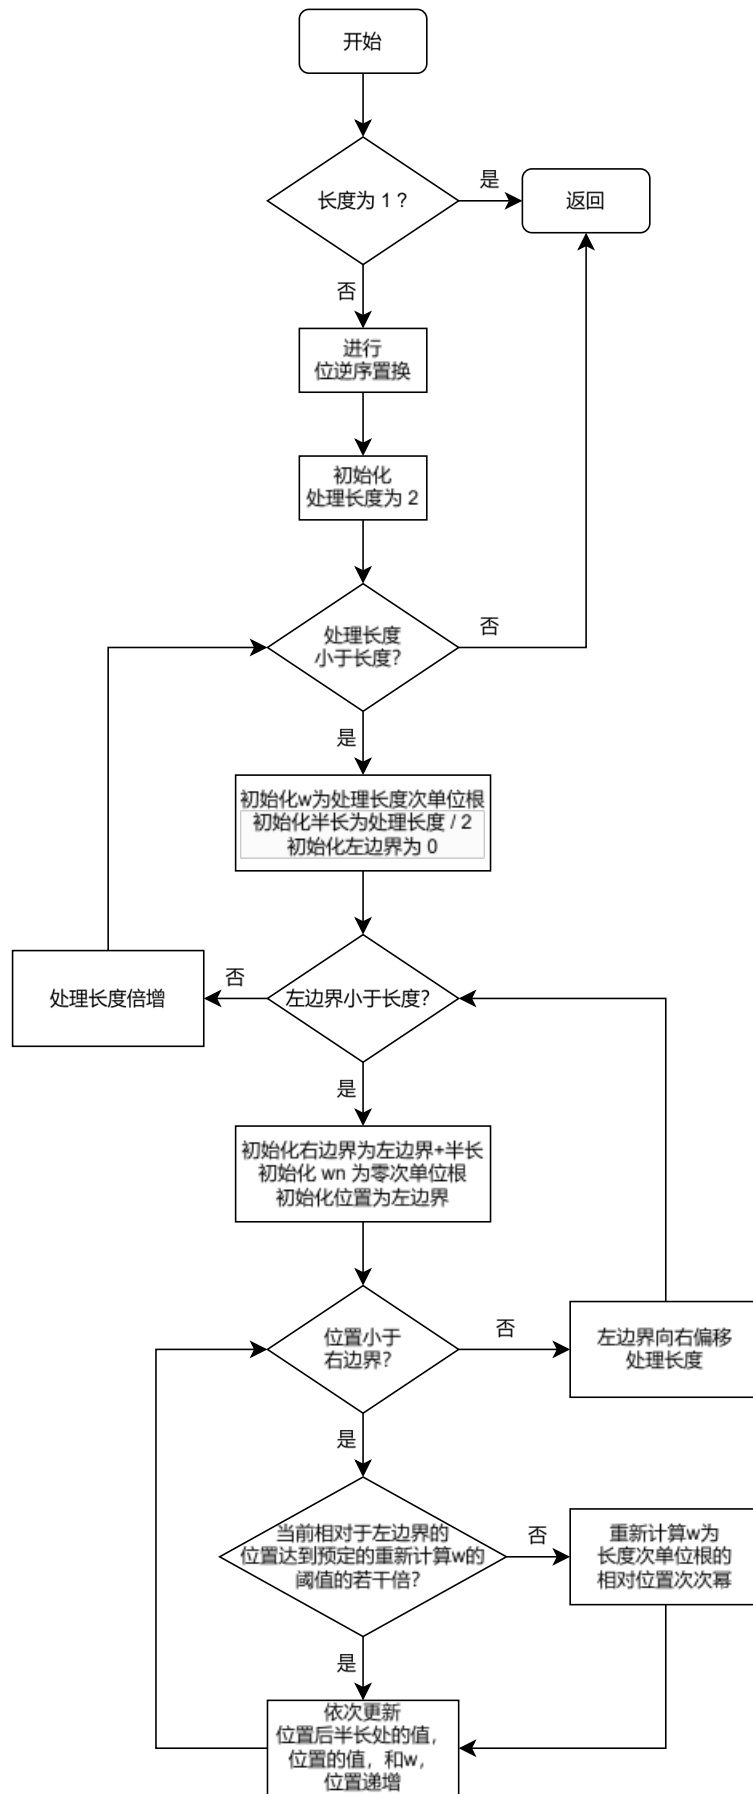 开始
长度为 1 ?
是
返回
否
进行
位逆序置换
初始化
处理长度为 2
处理长度
小于长度?
否
是
初始化w为处理长度次单位根
初始化半长为处理长度 / 2
初始化左边界为 0
处理长度倍增
否
左边界小于长度?
是
初始化右边界为左边界+半长
初始化 wn 为零次单位根
初始化位置为左边界
位置小于
右边界?
否
左边界向右偏移
处理长度
是
当前相对于左边界的
位置达到预定的重新计算w的
阈值的若干倍?
否
重新计算w为
长度次单位根的
相对位置次次幂
是
依次更新
位置后半长处的值，
位置的值，和w，
位置递增